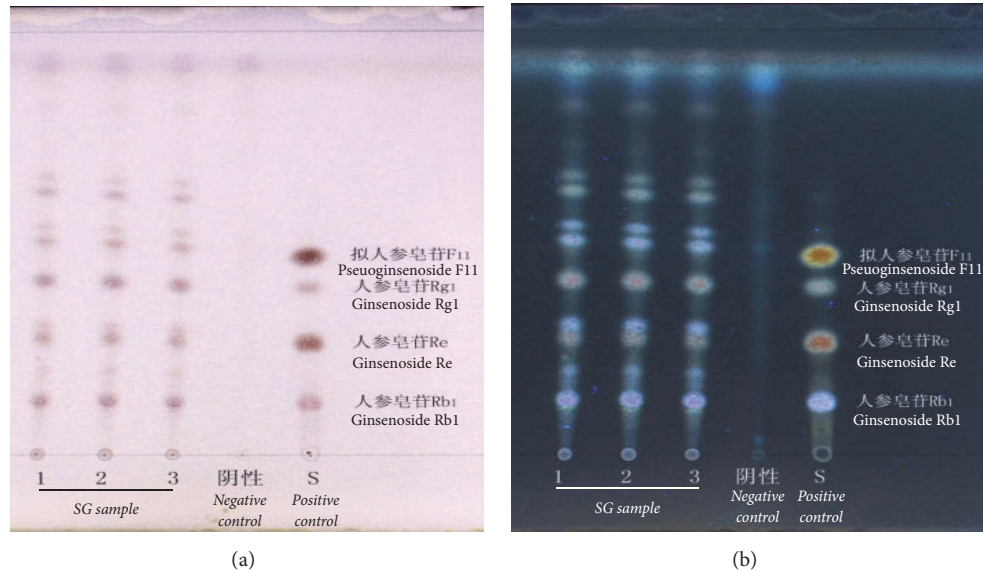 拟人参皂苷F11
Pseuoginsenoside F11
人参皂苷Rg1
Ginsenoside Rg1
人参皂苷Re
Ginsenoside Re
人参皂苷Rb1
Ginsenoside Rb1
1 2 3 阴性 S
SG sample
Negative control
Positive control
(a)
拟人参皂苷F11
Pseuoginsenoside F11
人参皂苷Rg1
Ginsenoside Rg1
人参皂苷Re
Ginsenoside Re
人参皂苷Rb1
Ginsenoside Rb1
1 2 3 阴性 S
SG sample
Negative control
Positive control
(b)